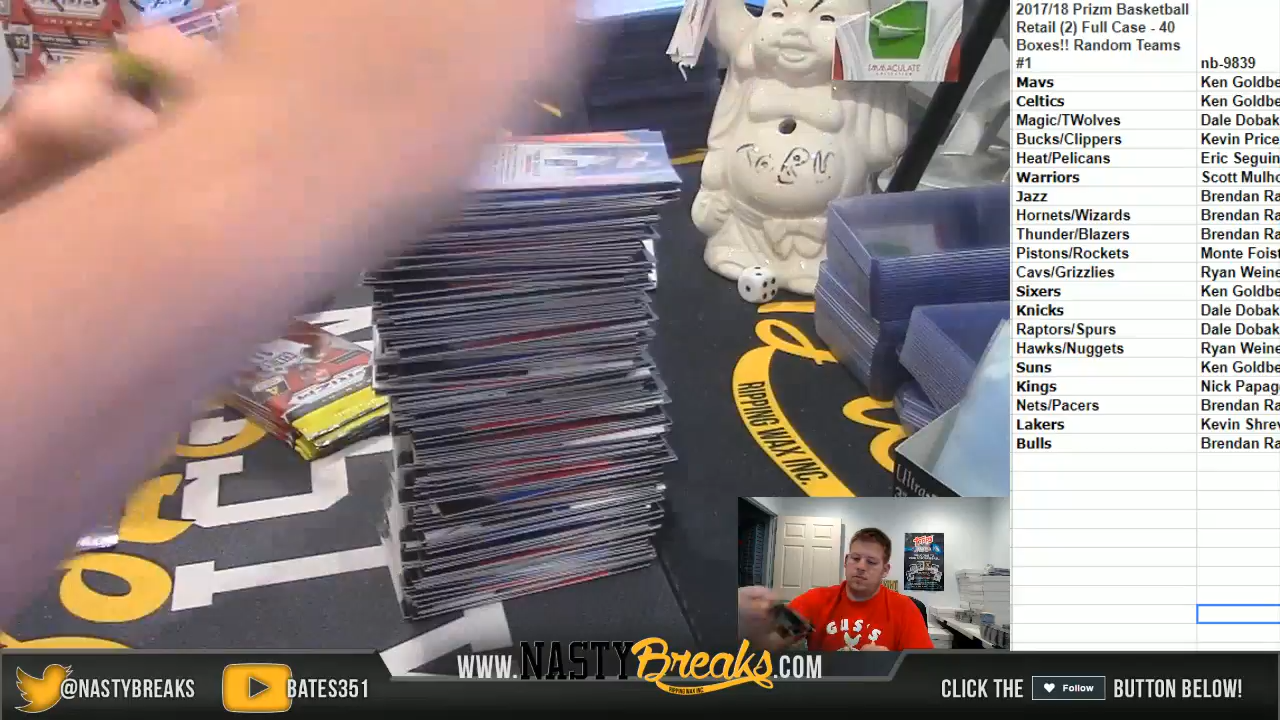 2017/18 Prizm Basketball
Retail (2) Full Case - 40
Boxes!! Random Teams
#1 nb-9839
Mavs Ken Goldbe
Celtics Ken Goldbe
Magic/TWolves Dale Dobak
Bucks/Clippers Kevin Price
Heat/Pelicans Eric Seguin
Warriors Scott Mulho
Jazz Brendan Ra
Hornets/Wizards Brendan Ra
Thunder/Blazers Brendan Ra
Pistons/Rockets Monte Foist
Cavs/Grizzlies Ryan Weine
Sixers Ken Goldbe
Knicks Dale Dobak
Raptors/Spurs Dale Dobak
Hawks/Nuggets Ryan Weine
Suns Ken Goldbe
Kings Nick Papag
Nets/Pacers Brendan Ra
Lakers Kevin Shrev
Bulls Brendan Ra
IMMACULATE
COLLECTION
RIPPING WAX INC.
GUS'S
@NASTYBREAKS
BATES351
WWW.NASTYBreaks.COM
RIPPING WAX INC
CLICK THE Follow BUTTON BELOW!